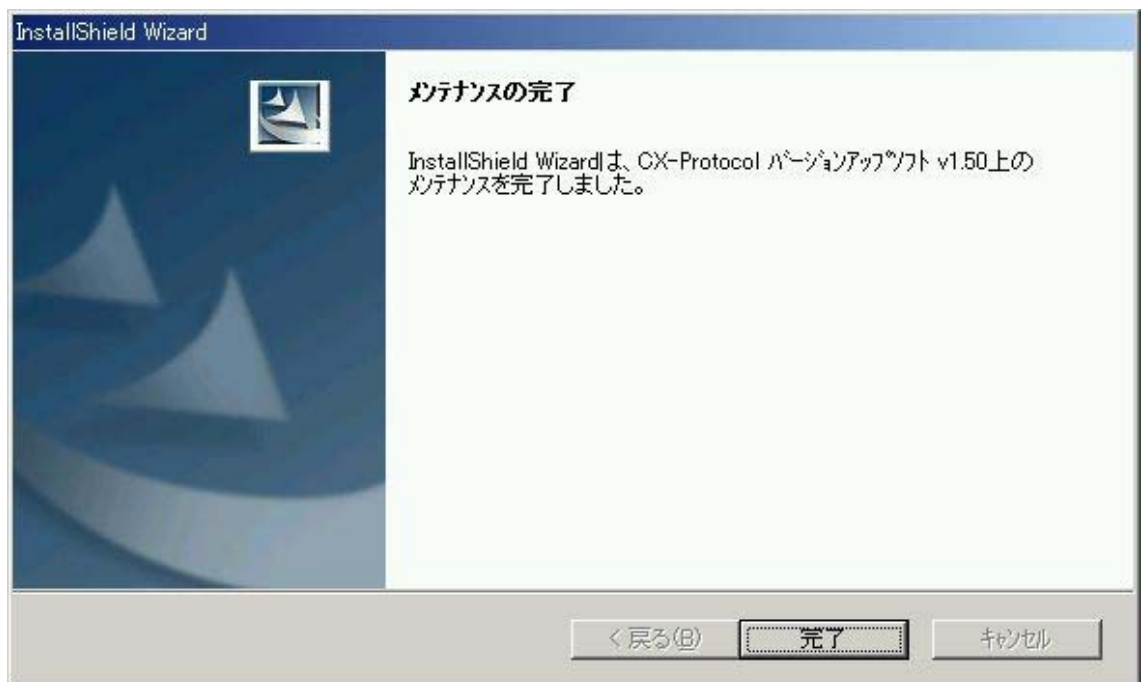 InstallShield Wizard
ﾒﾝﾃﾅﾝｽの完了
InstallShield Wizardは、CX-Protocol ﾊﾞｰｼﾞｮﾝｱｯﾌﾟｿﾌﾄ v1.50上の
ﾒﾝﾃﾅﾝｽを完了しました。
< 戻る(B)
完了
ｷｬﾝｾﾙ